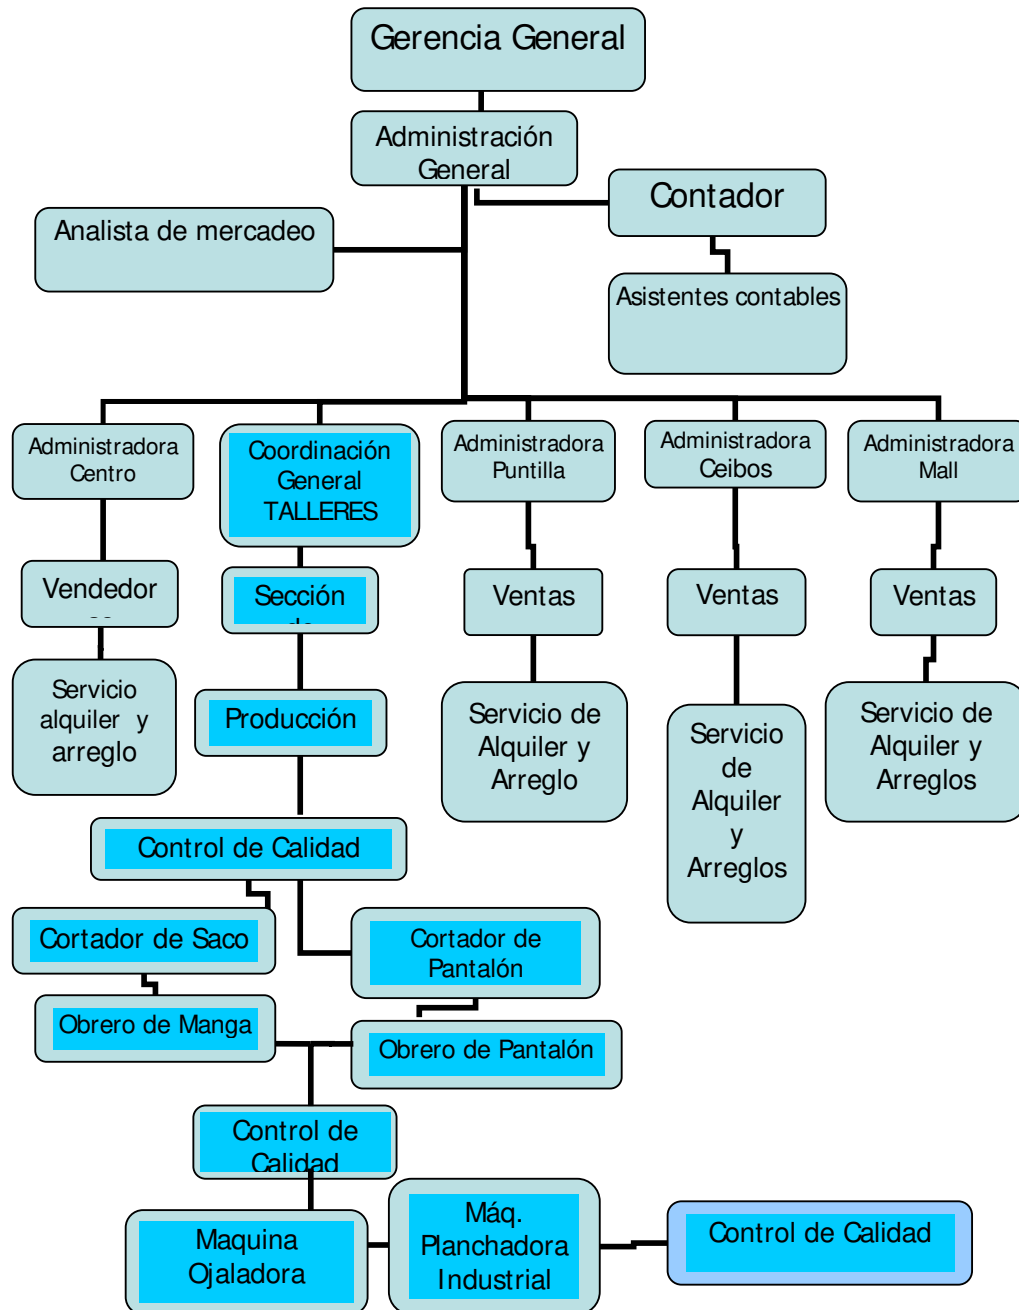 Gerencia General
Administración
General
Contador
Analista de mercadeo
Asistentes contables
Administradora
Centro
Coordinación
General
TALLERES
Administradora
Puntilla
Administradora
Ceibos
Administradora
Mall
Vendedor
Sección
Ventas
Ventas
Ventas
Servicio
alquiler y
arreglo
Producción
Servicio de
Alquiler y
Arreglo
Servicio
de
Alquiler
y
Arreglos
Servicio de
Alquiler y
Arreglos
Control de Calidad
Cortador de Saco
Cortador de
Pantalón
Obrero de Manga
Obrero de Pantalón
Control de
Calidad
Maquina
Ojaladora
Máq.
Planchadora
Industrial
Control de Calidad